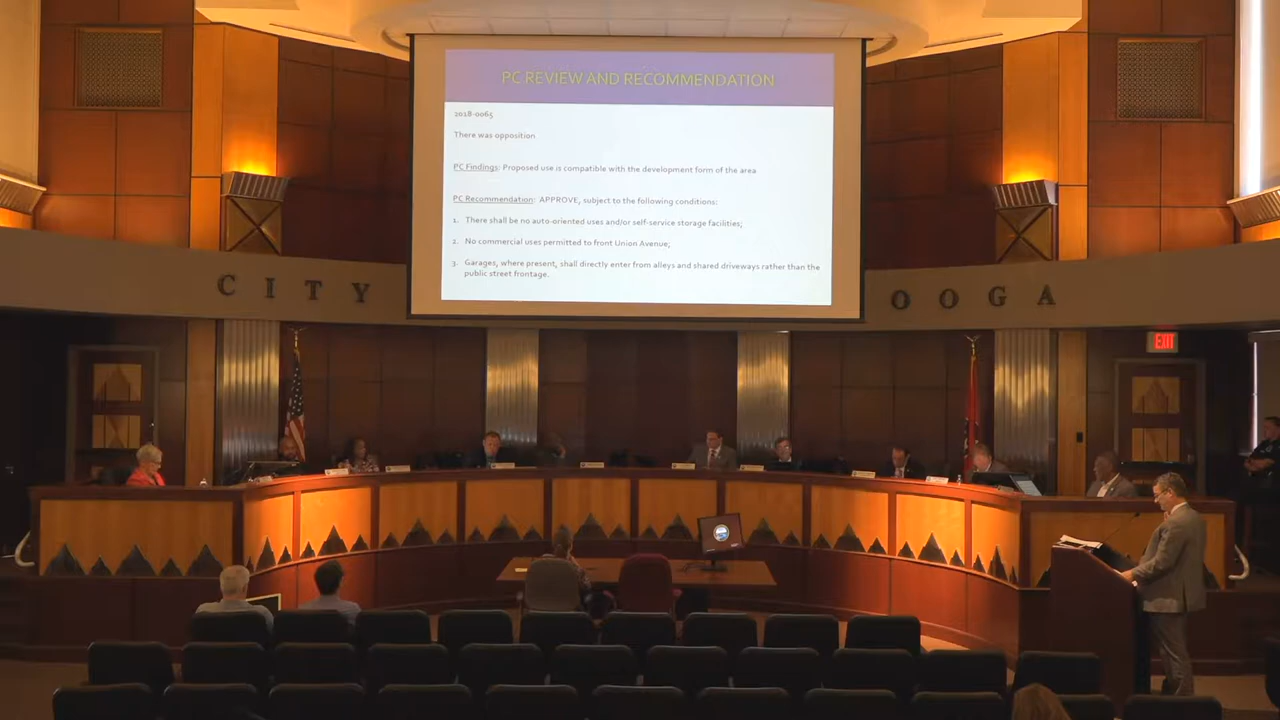 PC REVIEW AND RECOMMENDATION
2018-0065
There was opposition
PC Findings: Proposed use is compatible with the development form of the area
PC Recommendation: APPROVE, subject to the following conditions:
1. There shall be no auto-oriented uses and/or self-service storage facilities;
2. No commercial uses permitted to front Union Avenue;
3. Garages, where present, shall directly enter from alleys and shared driveways rather than the
public street frontage.
CITY OOGA
EXIT